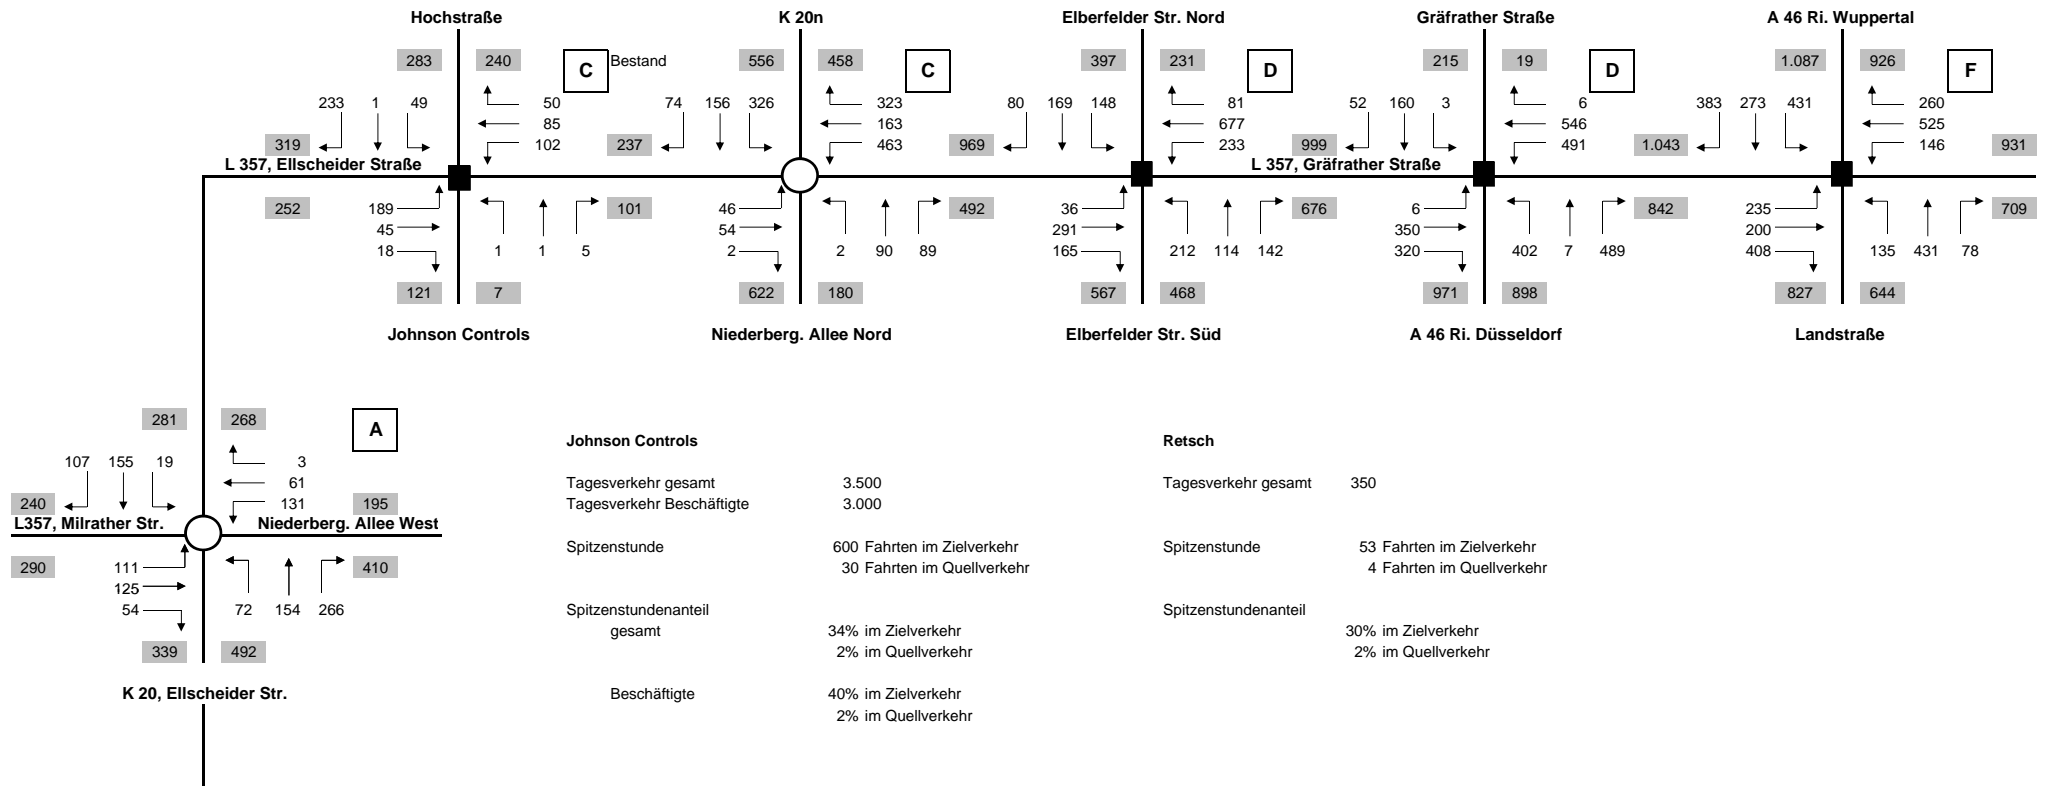 Hochstraße K 20n Elberfelder Str. Nord Gräfrather Straße A 46 Ri. Wuppertal
283 240 C Bestand 556 458 C 397 231 D 215 19 D 1.087 926 F
233 1 49 50 74 156 326 323 80 169 148 81 52 160 3 6 383 273 431 260
85 163 677 546 525
319 102 237 463 969 233 999 491 1.043 146 931
L 357, Ellscheider Straße L 357, Gräfrather Straße
252 189 101 46 492 36 676 6 842 235 709
45 54 291 350 200
18 1 1 5 2 2 90 89 165 212 114 142 320 402 7 489 408 135 431 78
121 7 622 180 567 468 971 898 827 644
Johnson Controls Niederberg. Allee Nord Elberfelder Str. Süd A 46 Ri. Düsseldorf Landstraße
281 268 A
Johnson Controls Retsch
107 155 19 3
61 Tagesverkehr gesamt 3.500 Tagesverkehr gesamt 350
240 131 195 Tagesverkehr Beschäftigte 3.000
L357, Milrather Str. Niederberg. Allee West
Spitzenstunde 600 Fahrten im Zielverkehr Spitzenstunde 53 Fahrten im Zielverkehr
290 111 410 30 Fahrten im Quellverkehr 4 Fahrten im Quellverkehr
125
54 72 154 266 Spitzenstundenanteil Spitzenstundenanteil
gesamt 34% im Zielverkehr 30% im Zielverkehr
339 492 2% im Quellverkehr 2% im Quellverkehr
K 20, Ellscheider Str. Beschäftigte 40% im Zielverkehr
2% im Quellverkehr